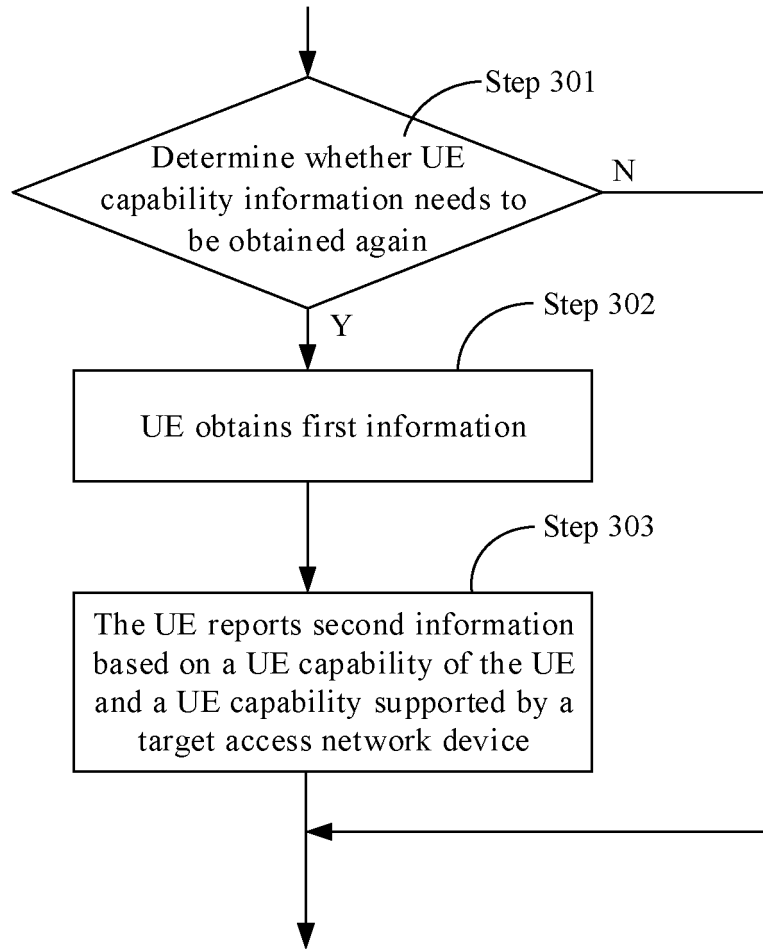 Step 301
Determine whether UE
capability information needs to
be obtained again
N
Y
Step 302
UE obtains first information
Step 303
The UE reports second information
based on a UE capability of the UE
and a UE capability supported by a
target access network device